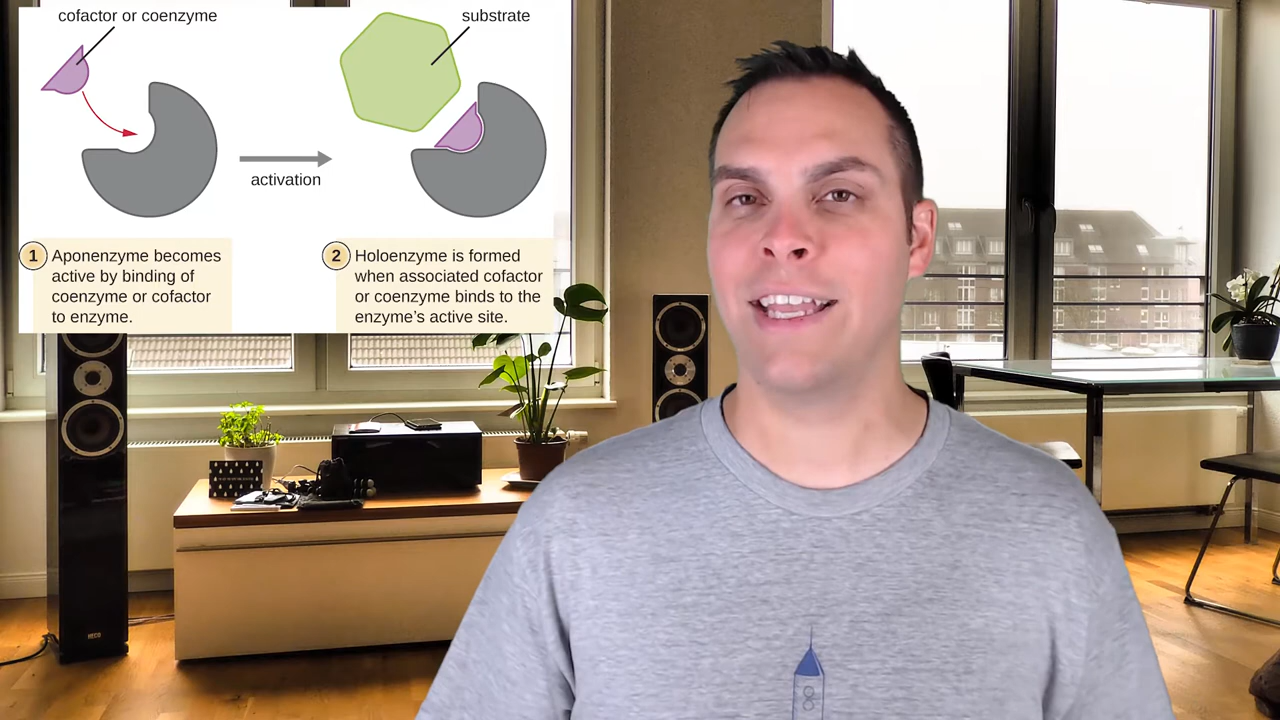 cofactor or coenzyme
substrate
activation
1
Aponenzyme becomes
active by binding of
coenzyme or cofactor
to enzyme.
2
Holoenzyme is formed
when associated cofactor
or coenzyme binds to the
enzyme's active site.
HECO